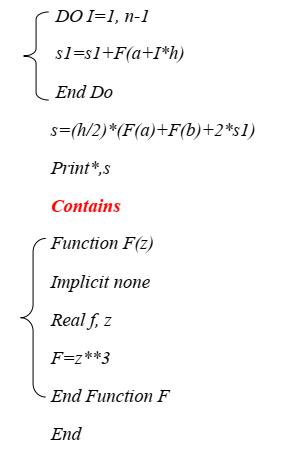 DO I=1, n-1
s1=s1+F(a+I*h)
End Do
s=(h/2)*(F(a)+F(b)+2*s1)
Print*,s
Contains
Function F(z)
Implicit none
Real f, z
F=z**3
End Function F
End